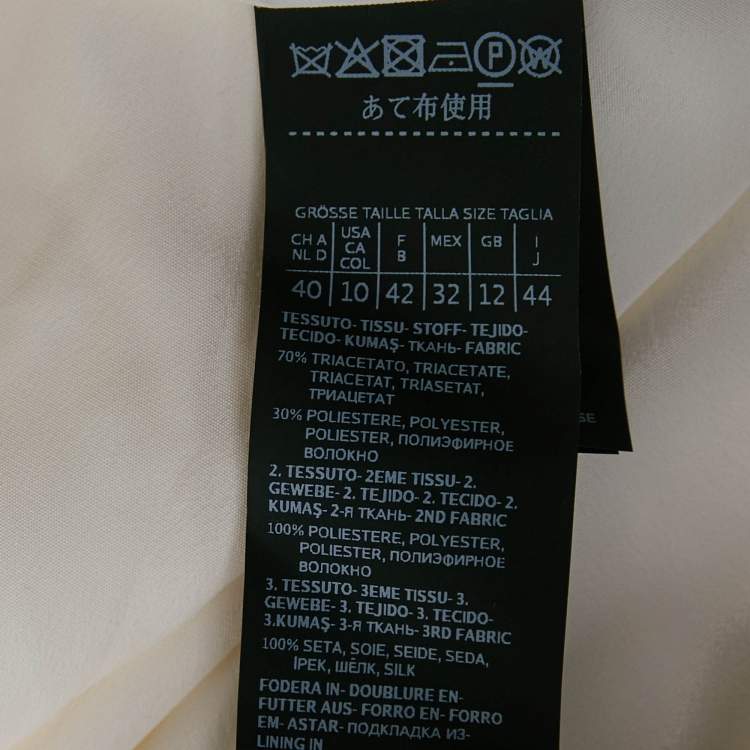 P W
あて布使用
GRÖSSE TAILLE TALLA SIZE TAGLIA
CH A NL D USA CA COL F B MEX GB I J
40 10 42 32 12 44
TESSUTO- TISSU- STOFF- TEJIDO-
TECIDO- KUMAŞ- ТКАНЬ- FABRIC
70% TRIACETATO, TRIACETATE,
TRIACETAT, TRİASETAT,
ТРИАЦЕТАТ
30% POLIESTERE, POLYESTER,
POLIESTER, ПОЛИЭФИРНОЕ
ВОЛОКНО
2. TESSUTO- 2EME TISSU- 2.
GEWEBE- 2. TEJIDO- 2. TECIDO- 2.
KUMAŞ- 2-Я ТКАНЬ- 2ND FABRIC
100% POLIESTERE, POLYESTER,
POLIESTER, ПОЛИЭФИРНОЕ
ВОЛОКНО
3. TESSUTO- 3EME TISSU- 3.
GEWEBE- 3. TEJIDO- 3. TECIDO-
3.KUMAŞ- 3-Я ТКАНЬ- 3RD FABRIC
100% SETA, SOIE, SEIDE, SEDA,
İPEK, ШЁЛК, SILK
FODERA IN- DOUBLURE EN-
FUTTER AUS- FORRO EN- FORRO
EM- ASTAR- ПОДКЛАДКА ИЗ-
LINING IN
SE